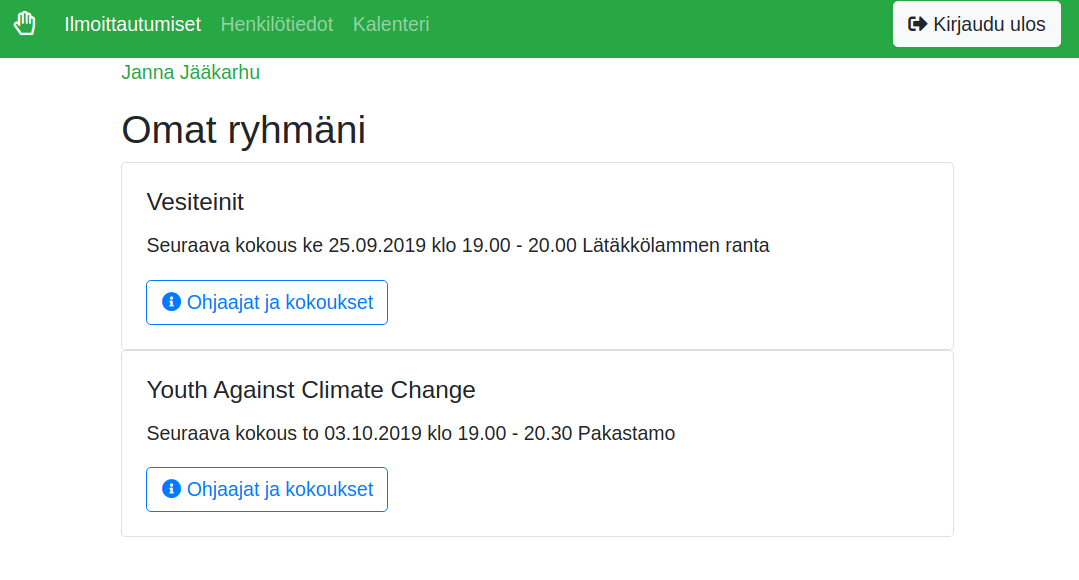 Ilmoittautumiset Henkilötiedot Kalenteri Kirjaudu ulos
Janna Jääkarhu
Omat ryhmäni
Vesiteinit
Seuraava kokous ke 25.09.2019 klo 19.00 - 20.00 Lätäkkölammen ranta
Ohjaajat ja kokoukset
Youth Against Climate Change
Seuraava kokous to 03.10.2019 klo 19.00 - 20.30 Pakastamo
Ohjaajat ja kokoukset